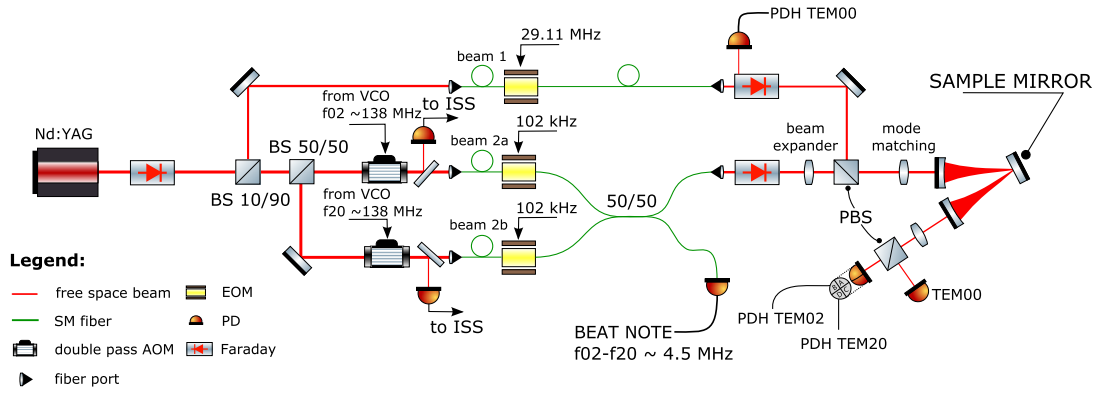 PDH TEM00
29.11 MHz
beam 1
SAMPLE MIRROR
from VCO
f02 ~138 MHz
to ISS
Nd:YAG
102 kHz
beam
expander
mode
matching
BS 50/50
beam 2a
BS 10/90
from VCO
f20 ~138 MHz
102 kHz
50/50
PBS
beam 2b
Legend:
free space beam
EOM
SM fiber
PD
double pass AOM
Faraday
fiber port
to ISS
BEAT NOTE
f02-f20 ~ 4.5 MHz
TEM00
B
A
D
C
PDH TEM02
PDH TEM20